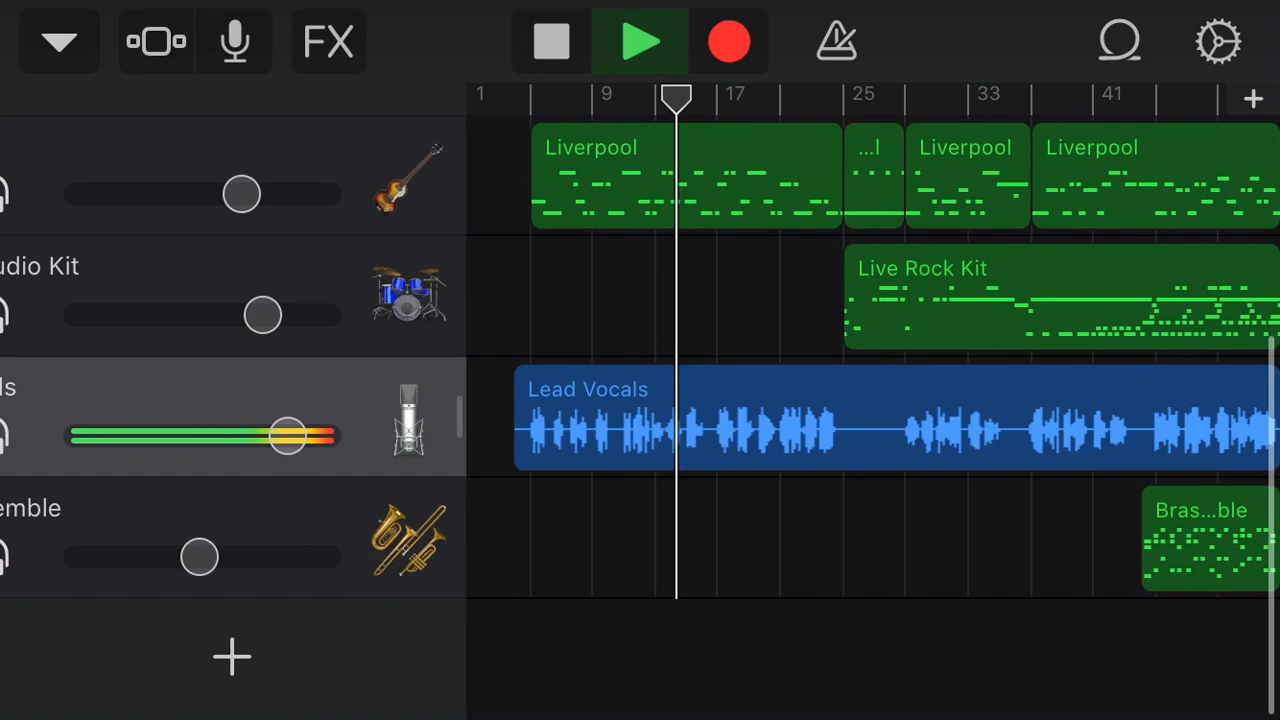 FX
1 9 17 25 33 41
Liverpool ...l Liverpool Liverpool
udio Kit
Live Rock Kit
ls
Lead Vocals
emble
Bras...ble